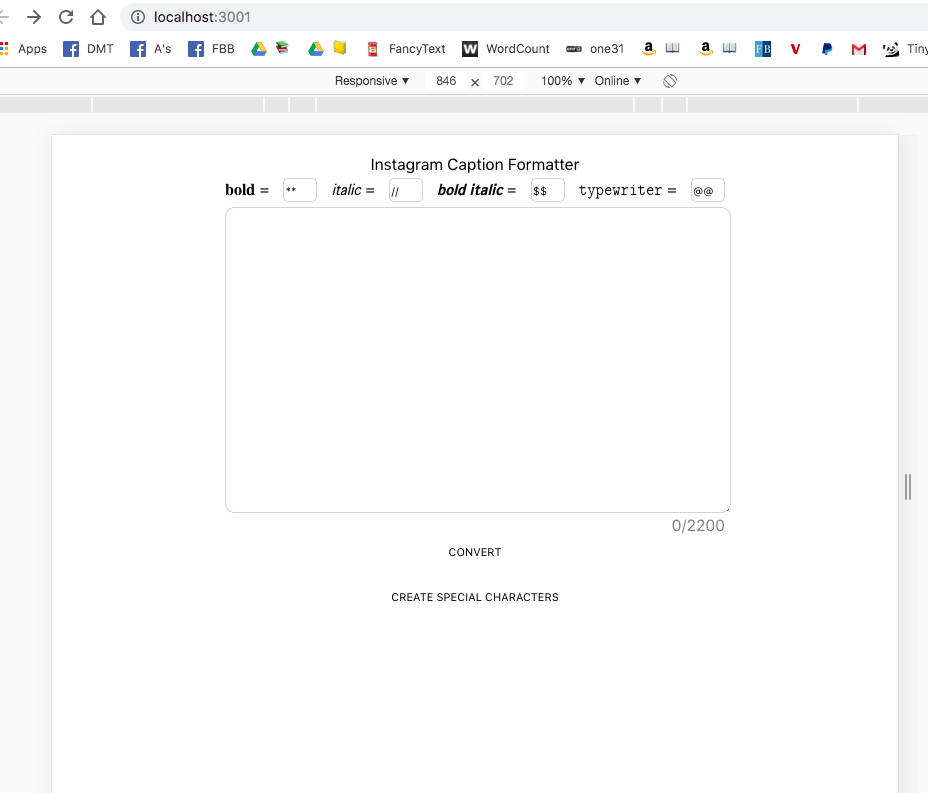 localhost:3001
Apps DMT A's FBB FancyText W WordCount one31 a a FB V M Tiny
Responsive ▼ 846 × 702 100% ▼ Online ▼
Instagram Caption Formatter
bold = ** italic = // bold italic = $$ typewriter = @@
0/2200
CONVERT
CREATE SPECIAL CHARACTERS